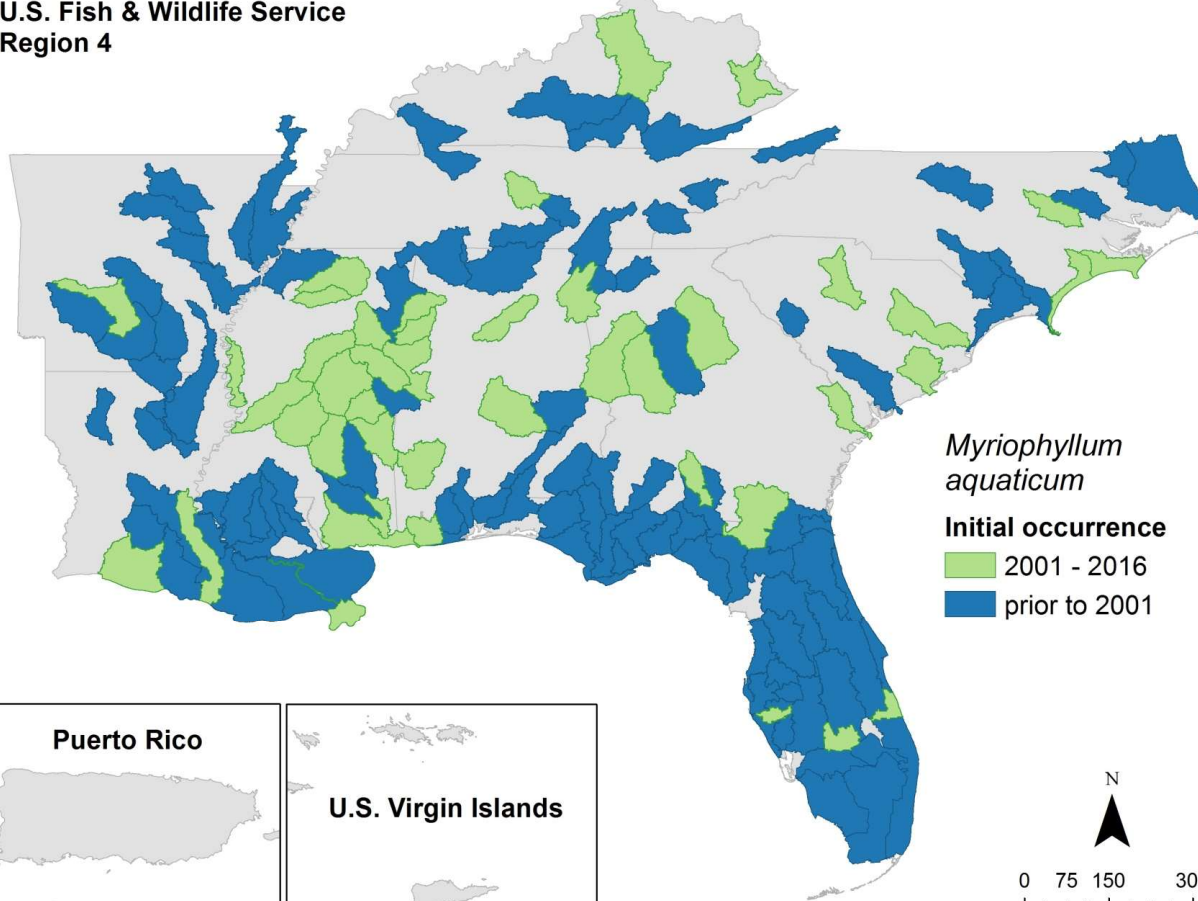 U.S. Fish & Wildlife Service
Region 4
Myriophyllum
aquaticum
Initial occurrence
2001 - 2016
prior to 2001
Puerto Rico
U.S. Virgin Islands
N
0 75 150 30